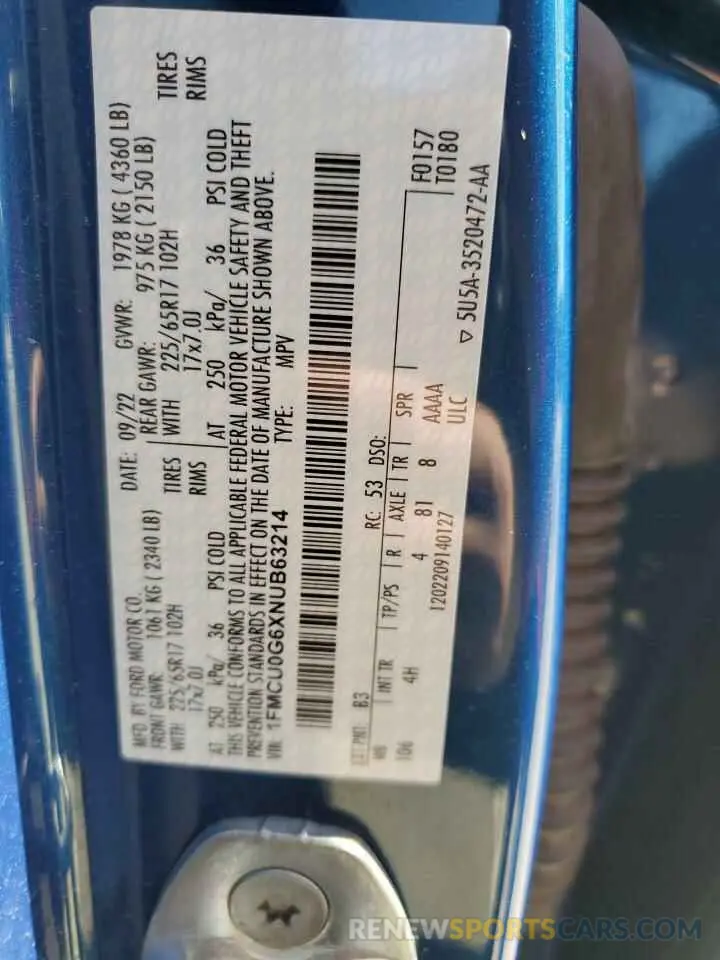 MFD. BY FORD MOTOR CO. DATE: 09/22 GVWR: 1978 KG ( 4360 LB)
FRONT GAWR: 1061 KG ( 2340 LB) REAR GAWR: 975 KG ( 2150 LB)
WITH 225/65R17 102H TIRES WITH 225/65R17 102H TIRES
17x7.0J RIMS 17x7.0J RIMS
AT 250 kPa/ 36 PSI COLD AT 250 kPa/ 36 PSI COLD
THIS VEHICLE CONFORMS TO ALL APPLICABLE FEDERAL MOTOR VEHICLE SAFETY AND THEFT
PREVENTION STANDARDS IN EFFECT ON THE DATE OF MANUFACTURE SHOWN ABOVE.
VIN: 1FMCU0G6XNUB63214 TYPE: MPV
EXT PNT: B3 RC: 53 DSO: F0157
WB INT TR TP/PS R AXLE TR SPR T0180
106 4H 4 81 8 AAAA
1202209140127 ULC ▽ 5U5A-3520472-AA
RENEWSPORTSCARS.COM